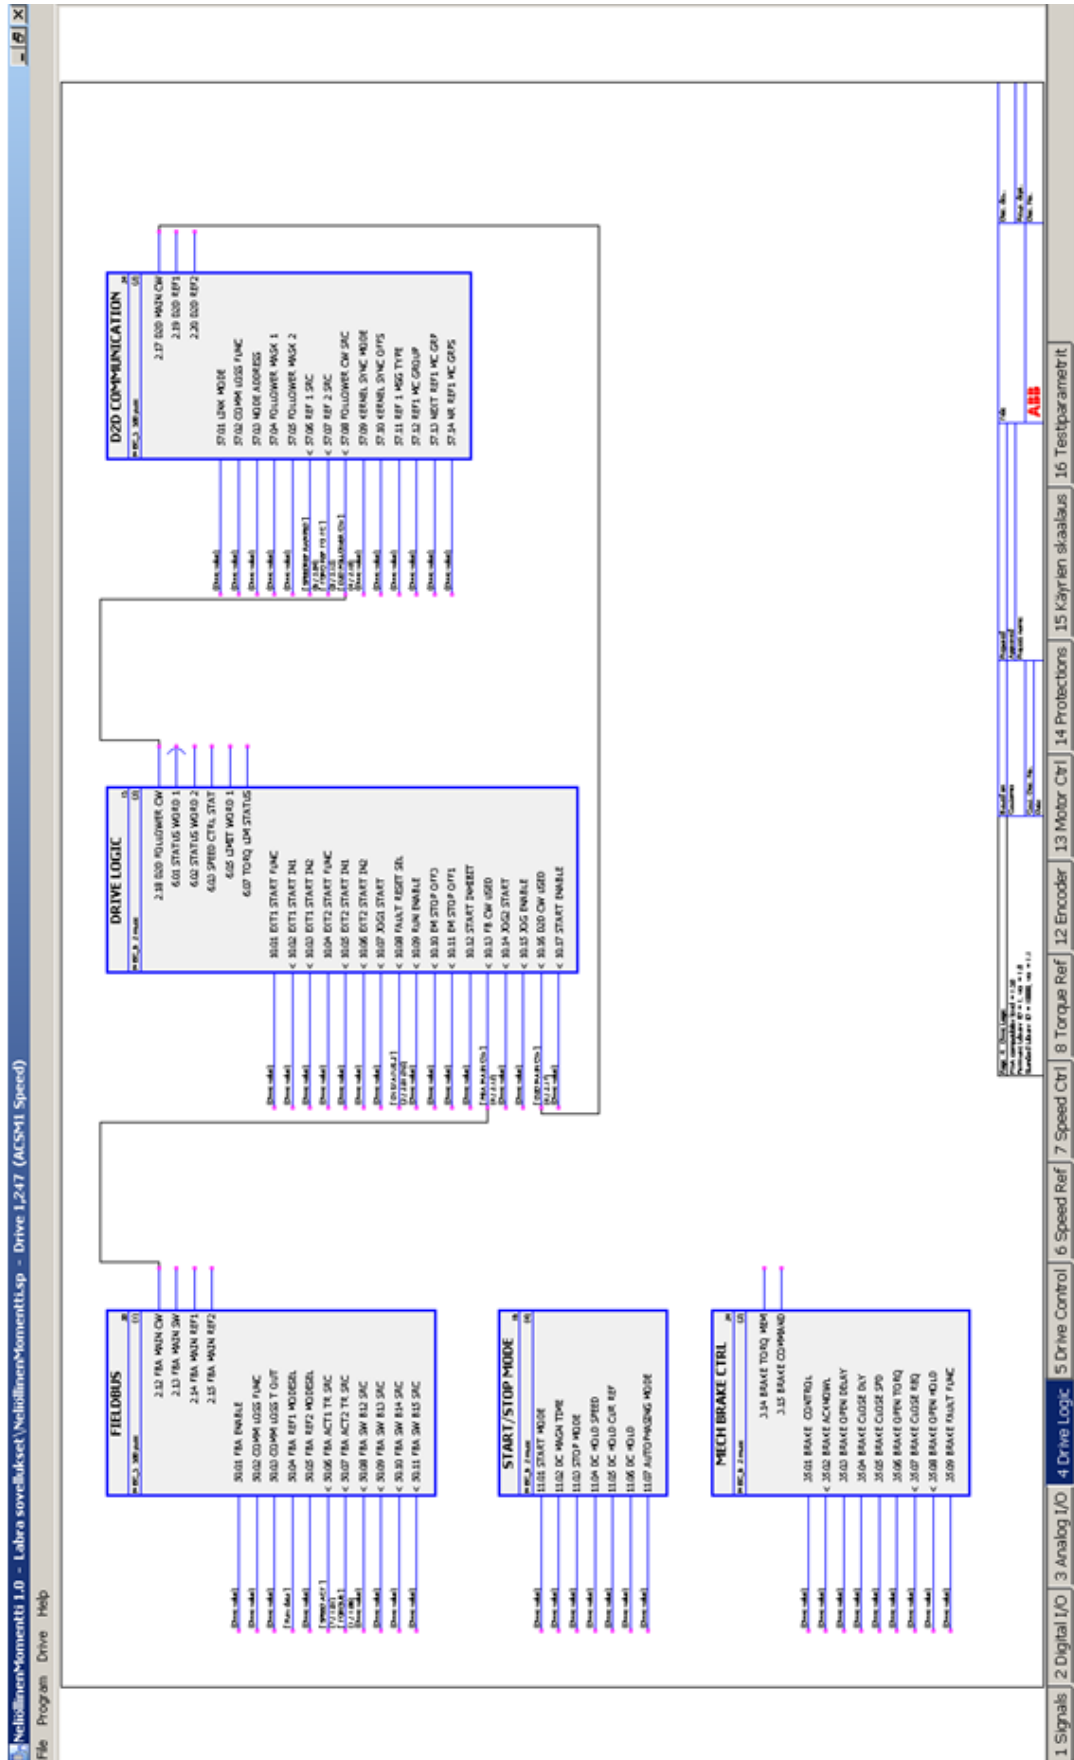 NeliöllinenMomentti 1.0 - Labra sovellukset\NeliöllinenMomentti.sp - Drive 1,247 (ACSM1 Speed)
File Program Drive Help
FIELDBUS
2.12 FBA MAIN CW
2.13 FBA MAIN SW
2.14 FBA MAIN REF1
2.15 FBA MAIN REF2
50.01 FBA ENABLE
50.02 COMM LOSS FUNC
50.03 COMM LOSS T OUT
50.04 FBA REF1 MODESEL
50.05 FBA REF2 MODESEL
< 50.06 FBA ACT1 TR SRC
< 50.07 FBA ACT2 TR SRC
< 50.08 FBA SW B12 SRC
< 50.09 FBA SW B13 SRC
< 50.10 FBA SW B14 SRC
< 50.11 FBA SW B15 SRC
START/STOP MODE
11.01 START MODE
11.02 DC MAGN TIME
11.03 STOP MODE
11.04 DC HOLD SPEED
11.05 DC HOLD CUR REF
11.06 DC HOLD
11.07 AUTOPHASING MODE
MECH BRAKE CTRL
3.14 BRAKE TORQ MEM
3.15 BRAKE COMMAND
35.01 BRAKE CONTROL
< 35.02 BRAKE ACKNOWL
35.03 BRAKE OPEN DELAY
35.04 BRAKE CLOSE DLY
35.05 BRAKE CLOSE SPD
35.06 BRAKE OPEN TORQ
< 35.07 BRAKE CLOSE REQ
< 35.08 BRAKE OPEN HOLD
35.09 BRAKE FAULT FUNC
DRIVE LOGIC
2.18 D2D FOLLOWER CW
6.01 STATUS WORD 1
6.02 STATUS WORD 2
6.03 SPEED CTRL STAT
6.05 LIMIT WORD 1
6.07 TORQ LIM STATUS
10.01 EXT1 START FUNC
< 10.02 EXT1 START IN1
< 10.03 EXT1 START IN2
10.04 EXT2 START FUNC
< 10.05 EXT2 START IN1
< 10.06 EXT2 START IN2
< 10.07 JOG1 START
< 10.08 FAULT RESET SEL
< 10.09 RUN ENABLE
< 10.10 EM STOP OFF3
< 10.11 EM STOP OFF1
10.12 START INHIBIT
< 10.13 FB CW USED
< 10.14 JOG2 START
< 10.15 JOG ENABLE
< 10.16 D2D CW USED
< 10.17 START ENABLE
D2D COMMUNICATION
2.17 D2D MAIN CW
2.19 D2D REF1
2.20 D2D REF2
57.01 LINK MODE
57.02 COMM LOSS FUNC
57.03 NODE ADDRESS
57.04 FOLLOWER MASK 1
57.05 FOLLOWER MASK 2
< 57.06 REF 1 SRC
< 57.07 REF 2 SRC
< 57.08 FOLLOWER CW SRC
57.09 KERNEL SYNC MODE
57.10 KERNEL SYNC OFFS
57.11 REF 1 MSG TYPE
57.12 REF1 MC GROUP
57.13 NEXT REF1 MC GRP
57.14 NR REF1 MC GRPS
ABB
1 Signals 2 Digital I/O 3 Analog I/O 4 Drive Logic 5 Drive Control 6 Speed Ref 7 Speed Ctrl 8 Torque Ref 12 Encoder 13 Motor Ctrl 14 Protections 15 Käyrien skaalaus 16 Testiparametrit